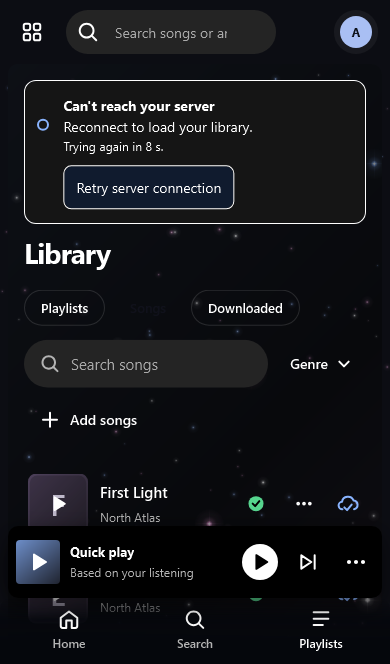 Search songs or ar
A
Can't reach your server
Reconnect to load your library.
Trying again in 8 s.
Retry server connection
Library
Playlists
Songs
Downloaded
Search songs
Genre
Add songs
First Light
North Atlas
Quick play
Based on your listening
North Atlas
Home
Search
Playlists